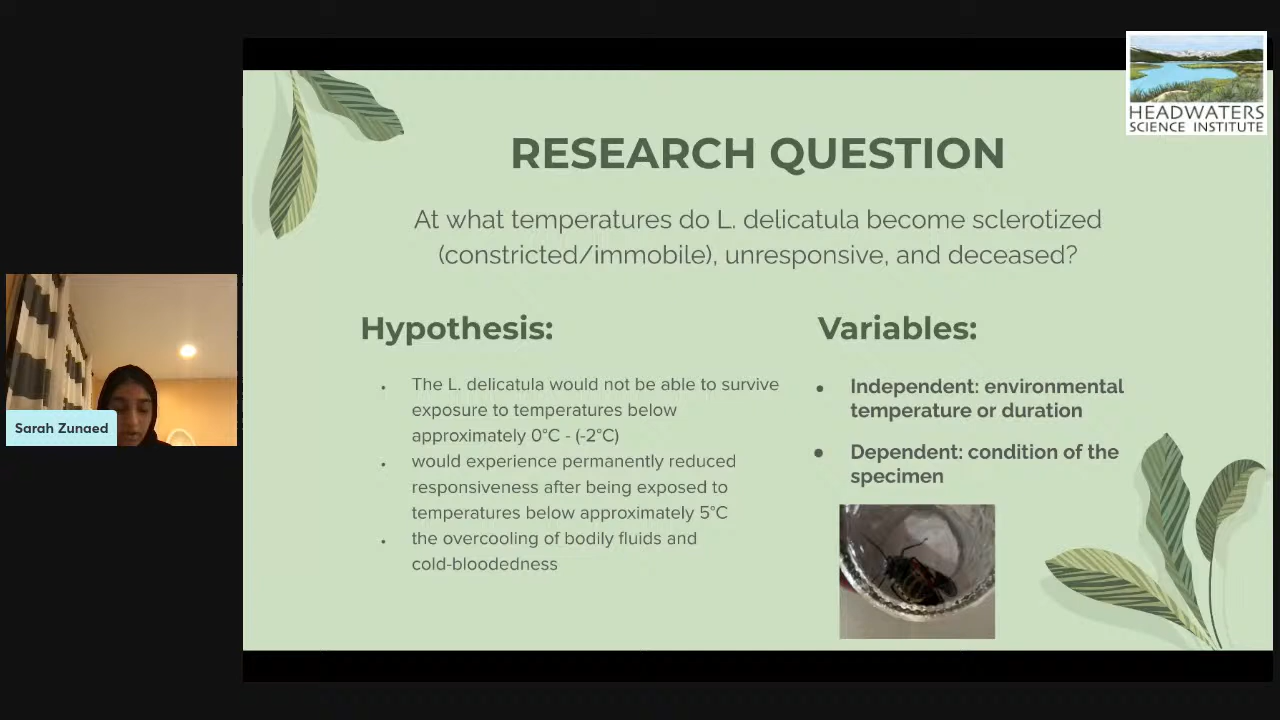 HEADWATERS
SCIENCE INSTITUTE
RESEARCH QUESTION
At what temperatures do L. delicatula become sclerotized
(constricted/immobile), unresponsive, and deceased?
Hypothesis:
• The L. delicatula would not be able to survive
exposure to temperatures below
approximately 0°C - (-2°C)
• would experience permanently reduced
responsiveness after being exposed to
temperatures below approximately 5°C
• the overcooling of bodily fluids and
cold-bloodedness
Variables:
• Independent: environmental
temperature or duration
• Dependent: condition of the
specimen
Sarah Zunaed